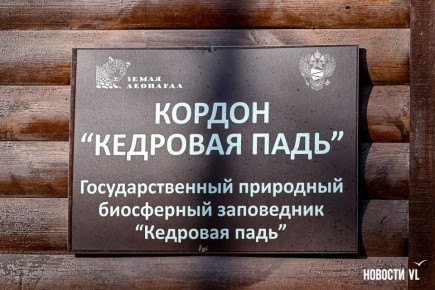 ЗЕМЛЯ
ЛЕОПАРДА
КОРДОН
“КЕДРОВАЯ ПАДЬ”
Государственный природный
биосферный заповедник
“Кедровая падь”
НОВОСТИ VL